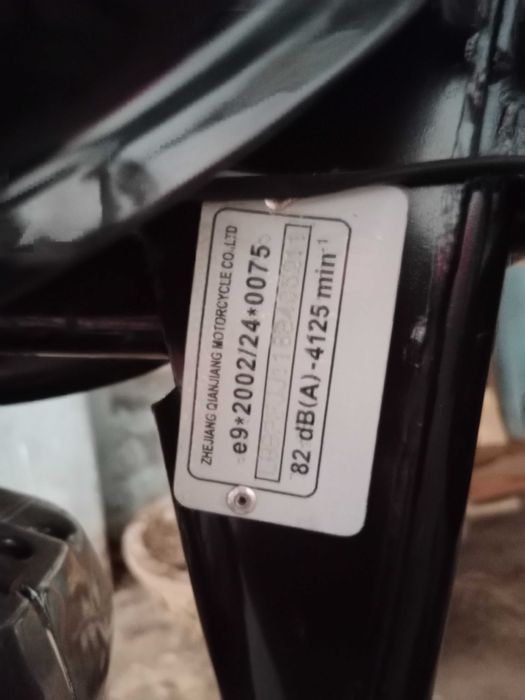 ZHEJIANG QIANJIANG MOTORCYCLE CO.,LTD
e9*2002/24*0075
82 dB(A) - 4125 min-1